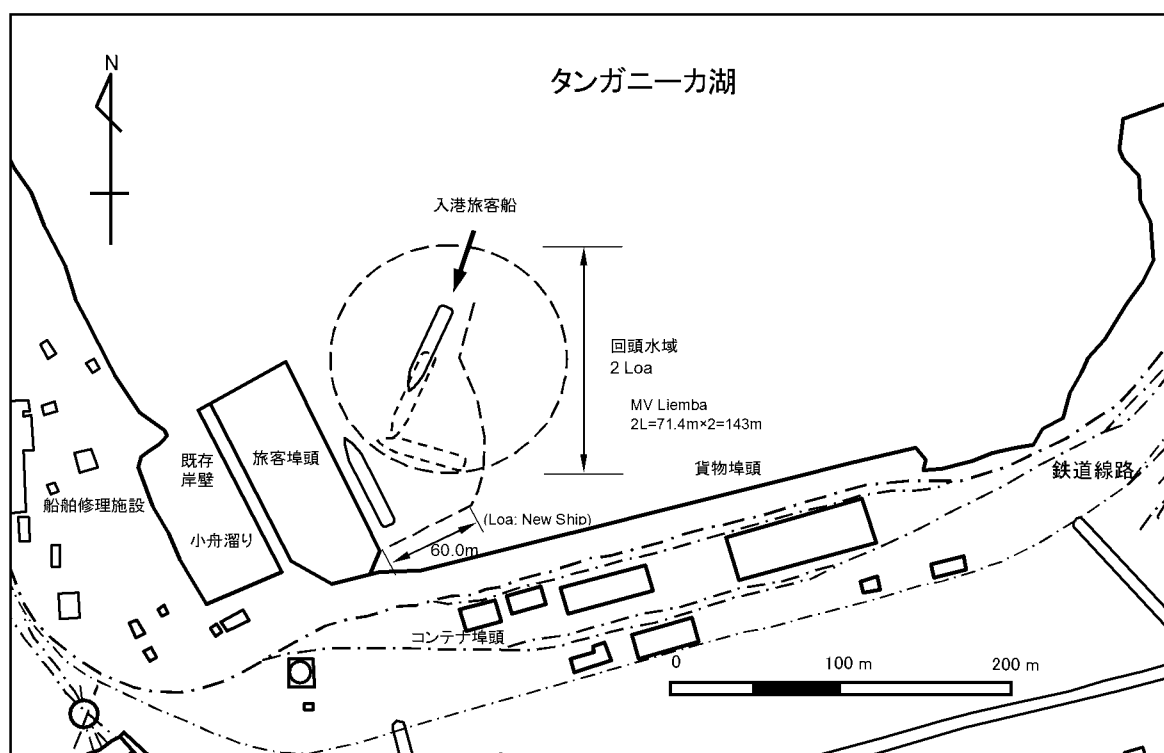 N
タンガニーカ湖
入港旅客船
回頭水域
2 Loa
MV Liemba
2L=71.4m×2=143m
既存
岸壁
旅客埠頭
貨物埠頭
鉄道線路
船舶修理施設
小舟溜り
(Loa: New Ship)
60.0m
コンテナ埠頭
0
100 m
200 m